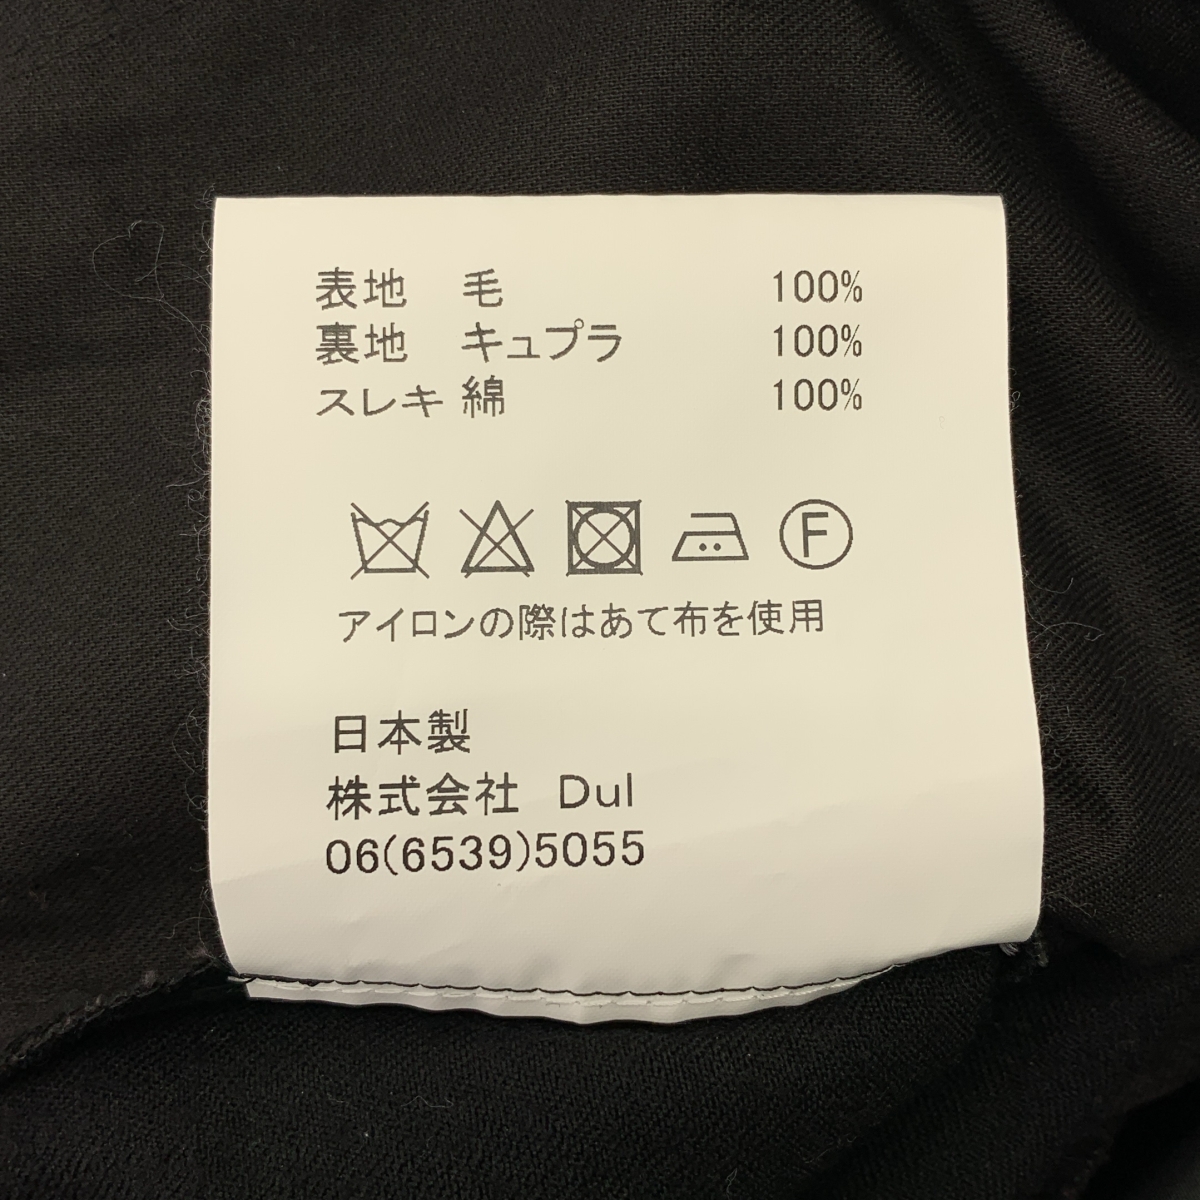 表地 毛 100%
裏地 キュプラ 100%
スレキ 綿 100%
F
アイロンの際はあて布を使用
日本製
株式会社 Dul
06(6539)5055